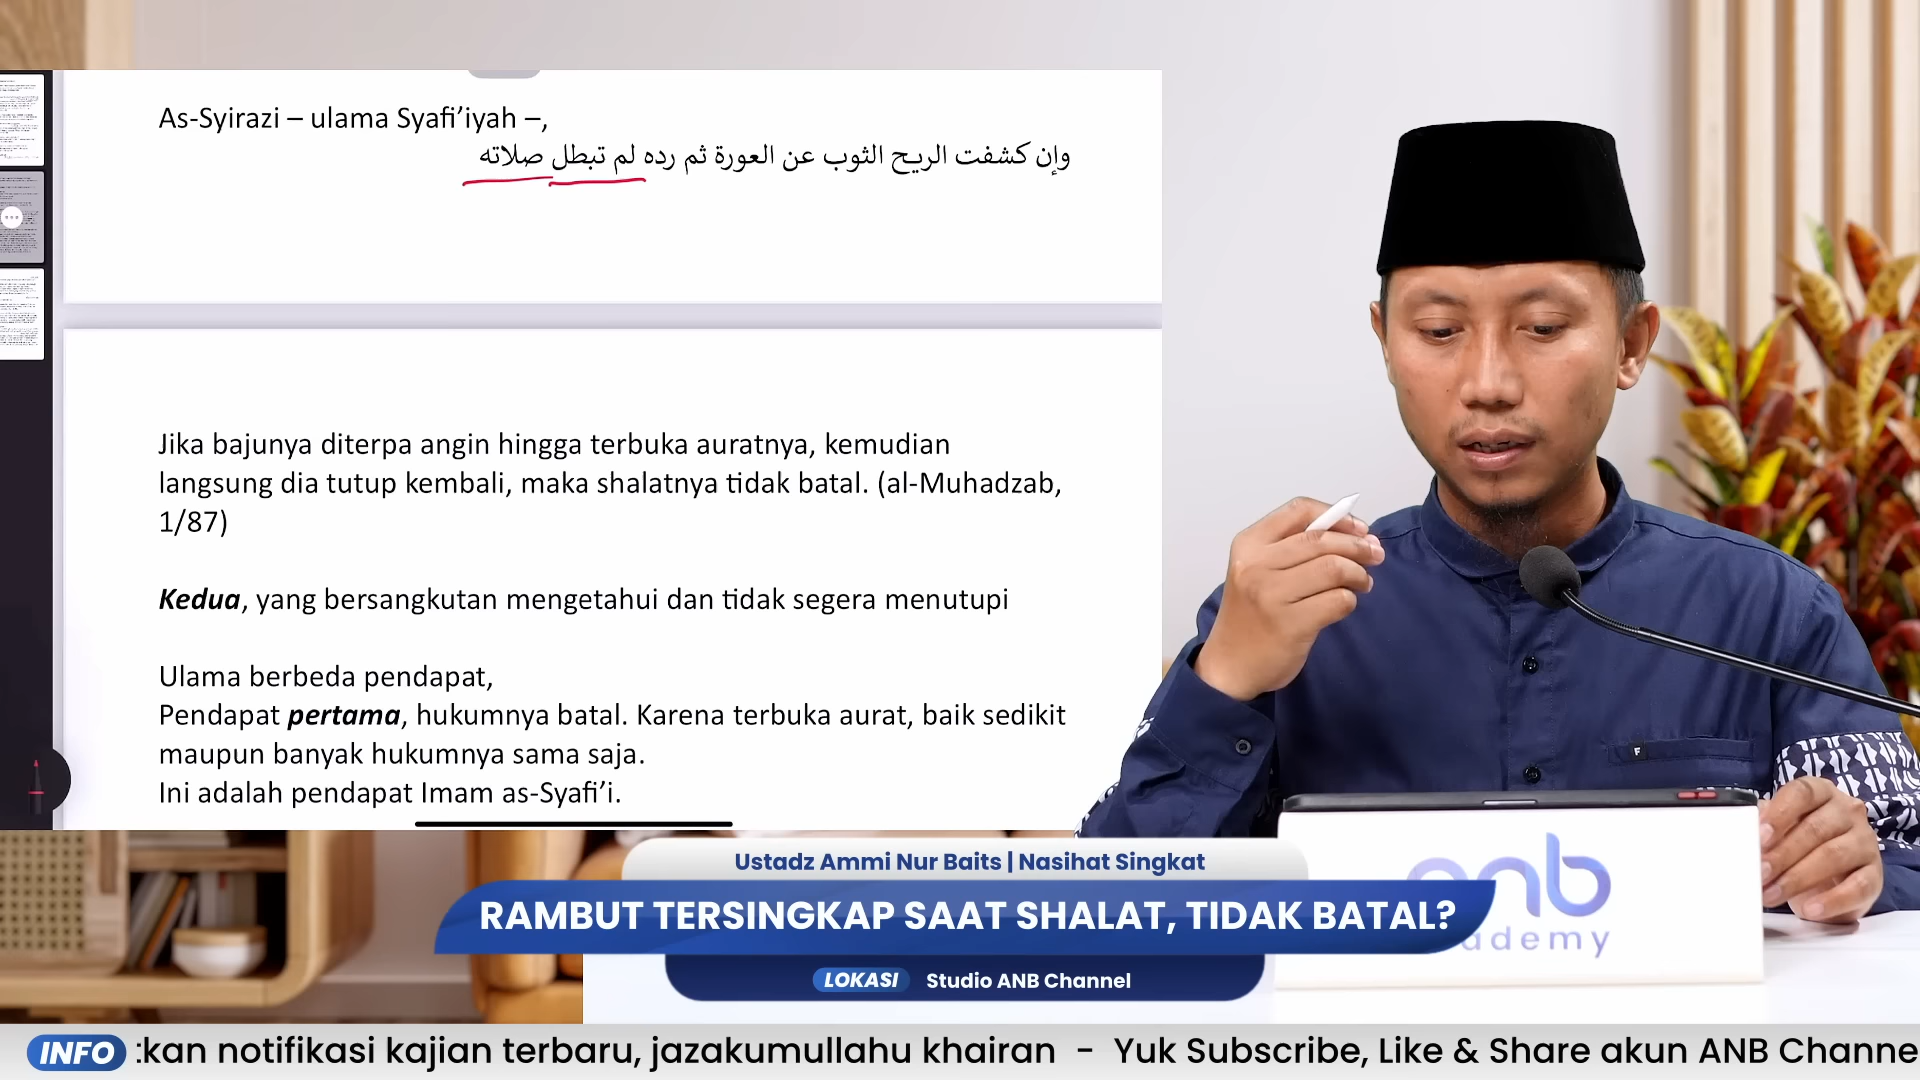 As-Syirazi – ulama Syafi’iyah –,
وإن كشفت الريح الثوب عن العورة ثم رده لم تبطل صلاته
Jika bajunya diterpa angin hingga terbuka auratnya, kemudian
langsung dia tutup kembali, maka shalatnya tidak batal. (al-Muhadzab,
1/87)
Kedua, yang bersangkutan mengetahui dan tidak segera menutupi
Ulama berbeda pendapat,
Pendapat pertama, hukumnya batal. Karena terbuka aurat, baik sedikit
maupun banyak hukumnya sama saja.
Ini adalah pendapat Imam as-Syafi’i.
F
anb
ademy
Ustadz Ammi Nur Baits | Nasihat Singkat
RAMBUT TERSINGKAP SAAT SHALAT, TIDAK BATAL?
LOKASI Studio ANB Channel
INFO kan notifikasi kajian terbaru, jazakumullahu khairan - Yuk Subscribe, Like & Share akun ANB Channe